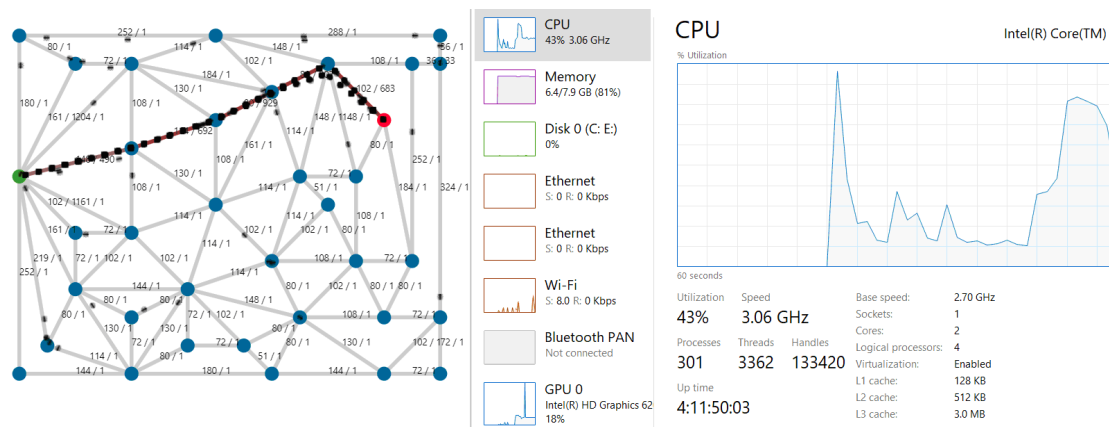 252 / 1
288 / 1
36 / 1
80 / 1
72 / 1
114 / 1
148 / 1
102 / 1
108 / 1
184 / 1
130 / 1
102 / 683
180 / 1
108 / 1
148 / 1
148 / 1
161 / 1
114 / 1
80 / 1
108 / 1
130 / 1
252 / 1
72 / 1
51 / 1
184 / 1
324 / 1
102 / 1
161 / 1
108 / 1
114 / 1
161 / 1
114 / 1
114 / 1
108 / 1
102 / 1
80 / 1
219 / 1
72 / 1
102 / 1
114 / 1
252 / 1
114 / 1
108 / 1
72 / 1
144 / 1
102 / 1
80 / 1
80 / 1
80 / 1
80 / 1
148 / 1
80 / 1
80 / 1
108 / 1
72 / 1
130 / 1
130 / 1
72 / 1
72 / 1
80 / 1
130 / 1
102 / 1
172 / 1
114 / 1
51 / 1
144 / 1
180 / 1
144 / 1
72 / 1
CPU
43% 3.06 GHz
Memory
6.4/7.9 GB (81%)
Disk 0 (C: E:)
0%
Ethernet
S: 0 R: 0 Kbps
Ethernet
S: 0 R: 0 Kbps
Wi-Fi
S: 8.0 R: 0 Kbps
Bluetooth PAN
Not connected
GPU 0
Intel(R) HD Graphics 62
18%
CPU
Intel(R) Core(TM)
% Utilization
60 seconds
Utilization
Speed
43%
3.06 GHz
Processes
Threads
Handles
301
3362
133420
Up time
4:11:50:03
Base speed:
2.70 GHz
Sockets:
1
Cores:
2
Logical processors:
4
Virtualization:
Enabled
L1 cache:
128 KB
L2 cache:
512 KB
L3 cache:
3.0 MB